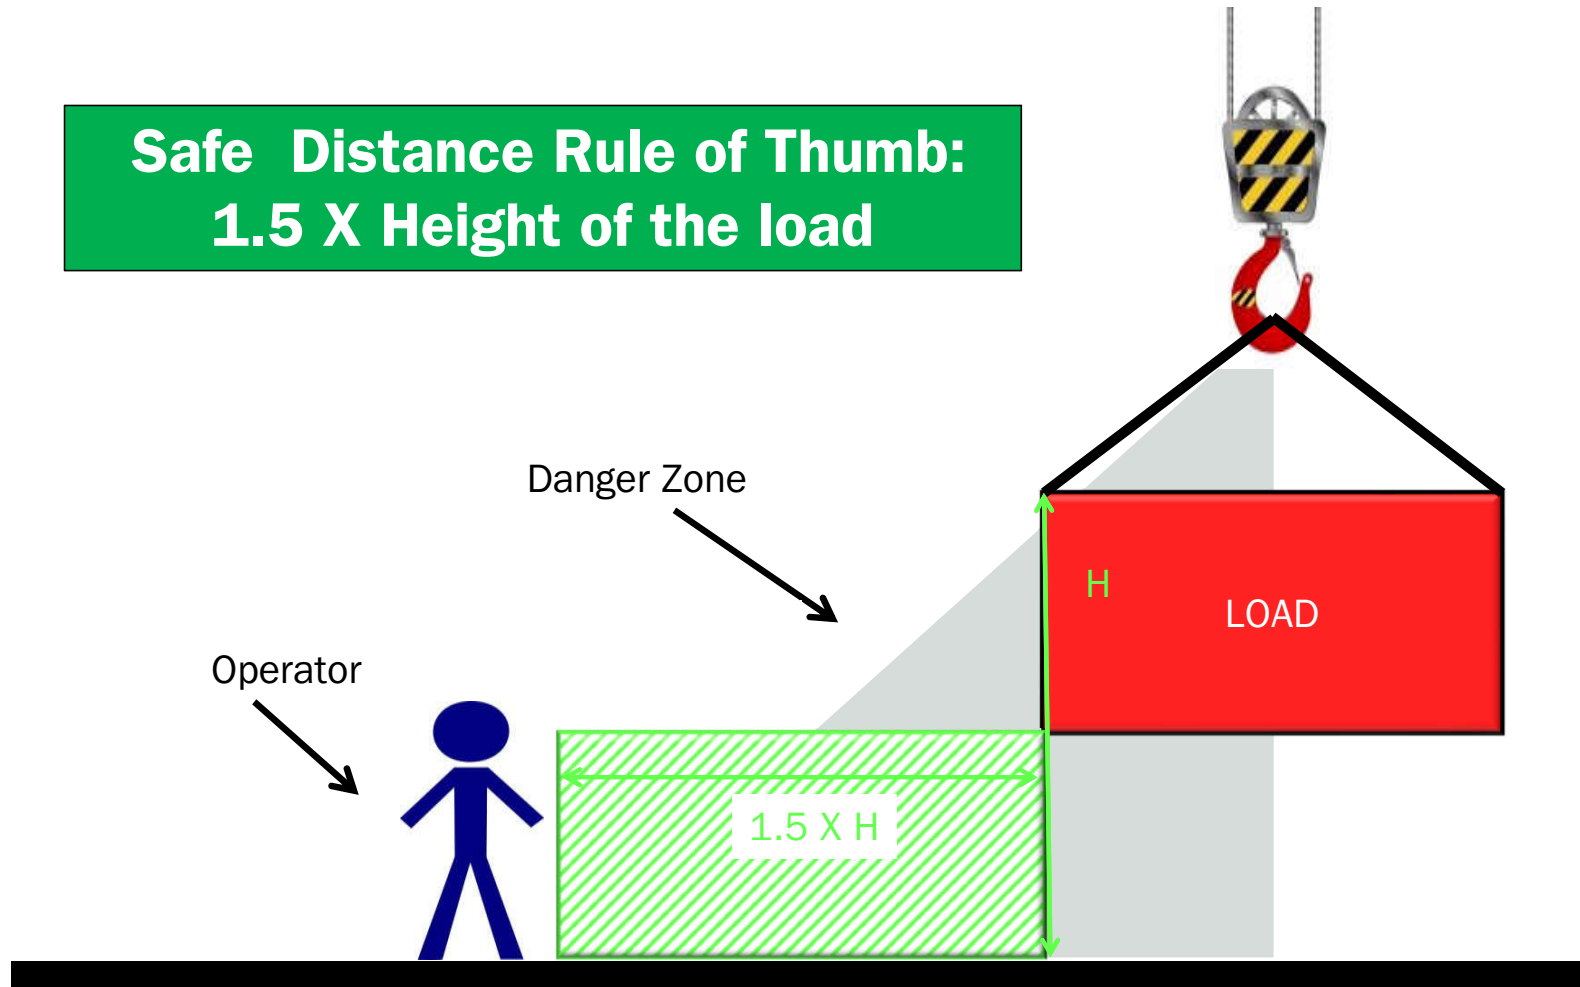 Safe Distance Rule of Thumb:
1.5 X Height of the load
Danger Zone
H
LOAD
Operator
1.5 X H